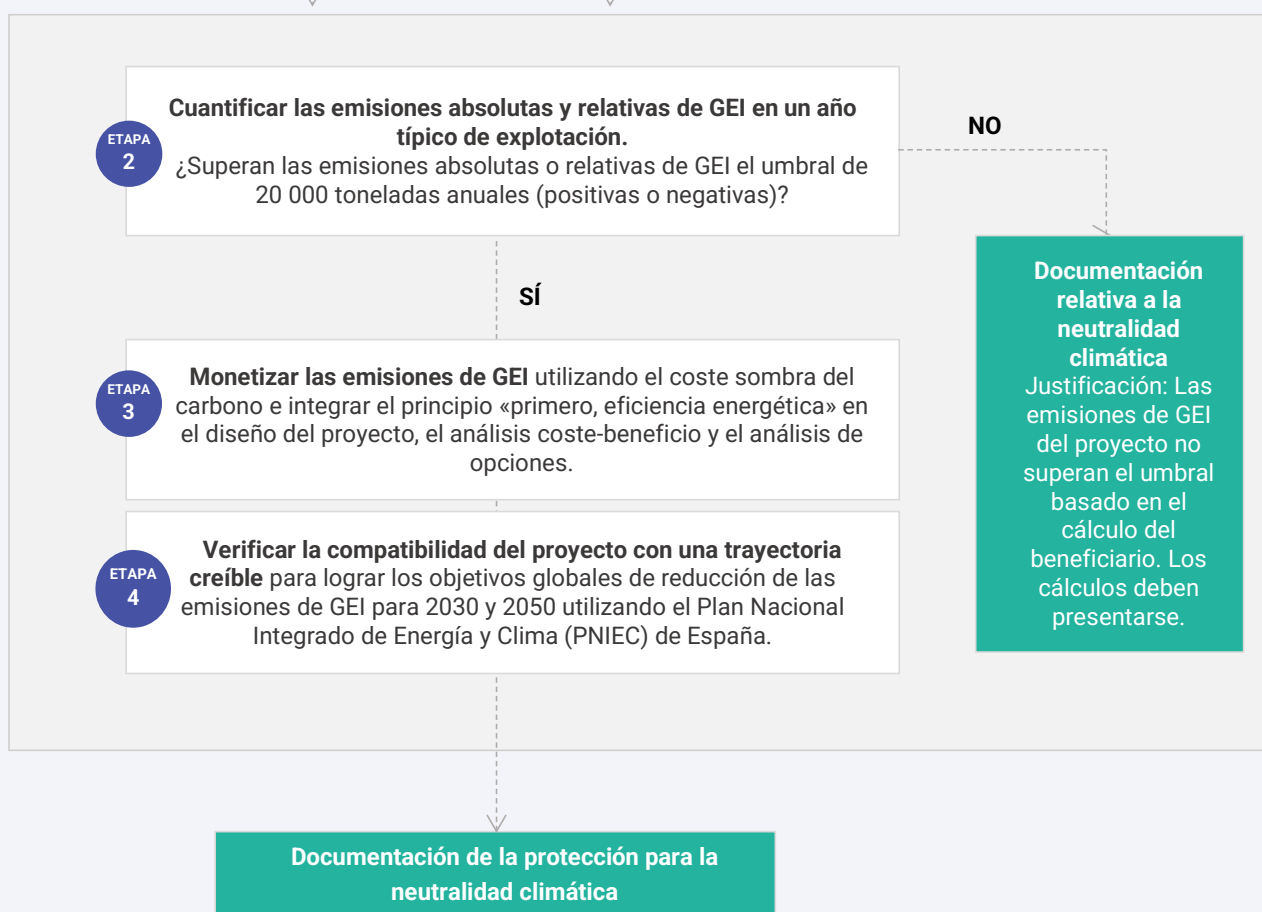 Cuantificar las emisiones absolutas y relativas de GEI en un año
típico de explotación.
ETAPA
2
¿Superan las emisiones absolutas o relativas de GEI el umbral de
20 000 toneladas anuales (positivas o negativas)?
NO
SÍ
Documentación
relativa a la
neutralidad
climática
Justificación: Las
emisiones de GEI
del proyecto no
superan el umbral
basado en el
cálculo del
beneficiario. Los
cálculos deben
presentarse.
ETAPA
3
Monetizar las emisiones de GEI utilizando el coste sombra del
carbono e integrar el principio «primero, eficiencia energética» en
el diseño del proyecto, el análisis coste-beneficio y el análisis de
opciones.
ETAPA
4
Verificar la compatibilidad del proyecto con una trayectoria
creíble para lograr los objetivos globales de reducción de las
emisiones de GEI para 2030 y 2050 utilizando el Plan Nacional
Integrado de Energía y Clima (PNIEC) de España.
Documentación de la protección para la
neutralidad climática